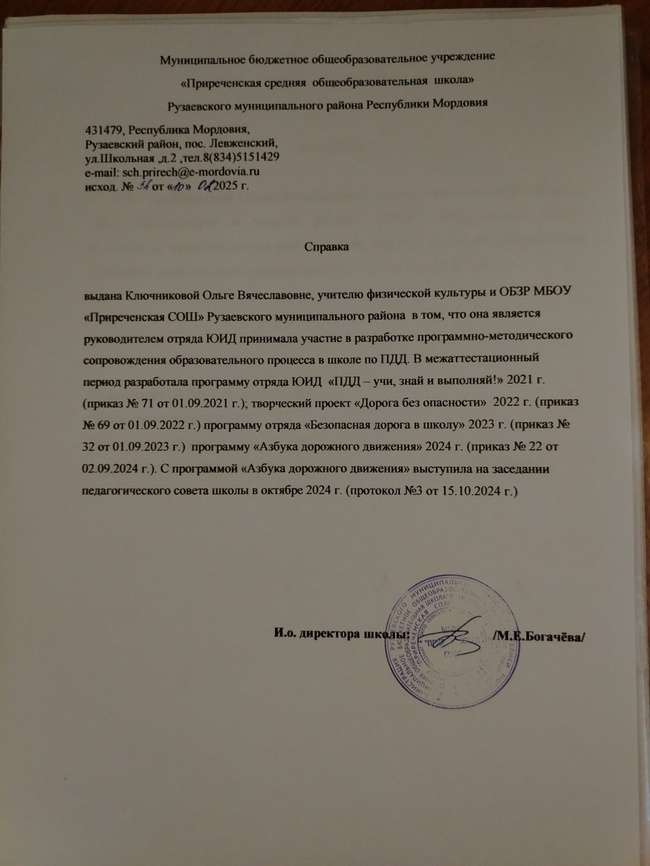 Муниципальное бюджетное общеобразовательное учреждение
«Приреченская средняя общеобразовательная школа»
Рузаевского муниципального района Республики Мордовия
431479, Республика Мордовия,
Рузаевский район, пос. Левженский,
ул.Школьная ,д.2 ,тел.8(834)5151429
e-mail: sch.prirech@e-mordovia.ru
исход. № от «10» 2025 г.
Справка
выдана Ключниковой Ольге Вячеславовне, учителю физической культуры и ОБЗР МБОУ
«Приреченская СОШ» Рузаевского муниципального района в том, что она является
руководителем отряда ЮИД принимала участие в разработке программно-методического
сопровождения образовательного процесса в школе по ПДД. В межаттестационный
период разработала программу отряда ЮИД «ПДД – учи, знай и выполняй!» 2021 г.
(приказ № 71 от 01.09.2021 г.); творческий проект «Дорога без опасности» 2022 г. (приказ
№ 69 от 01.09.2022 г.) программу отряда «Безопасная дорога в школу» 2023 г. (приказ №
32 от 01.09.2023 г.) программу «Азбука дорожного движения» 2024 г. (приказ № 22 от
02.09.2024 г.). С программой «Азбука дорожного движения» выступила на заседании
педагогического совета школы в октябре 2024 г. (протокол №3 от 15.10.2024 г.)
И.о. директора школы: /М.Е.Богачёва/